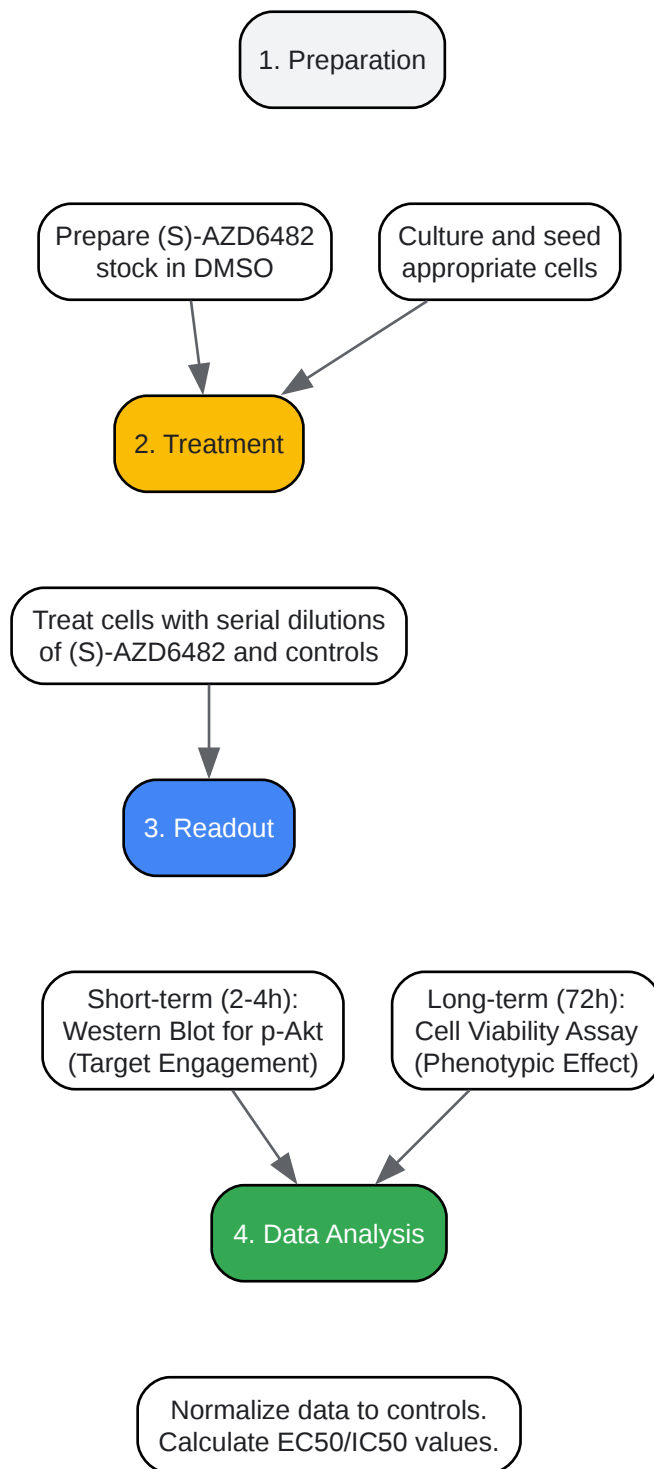 1. Preparation
Prepare (S)-AZD6482
stock in DMSO
Culture and seed
appropriate cells
2. Treatment
Treat cells with serial dilutions
of (S)-AZD6482 and controls
3. Readout
Short-term (2-4h):
Western Blot for p-Akt
(Target Engagement)
Long-term (72h):
Cell Viability Assay
(Phenotypic Effect)
4. Data Analysis
Normalize data to controls.
Calculate EC50/IC50 values.